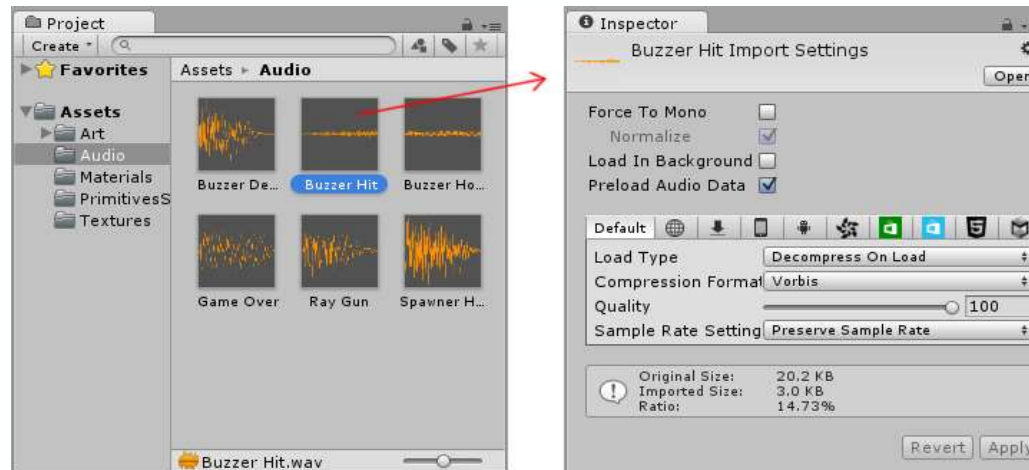 Project
Create
Favorites
Assets
Art
Audio
Materials
PrimitivesS
Textures
Assets ▸ Audio
Buzzer De...
Buzzer Hit
Buzzer Ho...
Game Over
Ray Gun
Spawner H...
Buzzer Hit.wav
Inspector
Buzzer Hit Import Settings
Open
Force To Mono
Normalize
Load In Background
Preload Audio Data
Default
Load Type Decompress On Load
Compression Format Vorbis
Quality 100
Sample Rate Setting Preserve Sample Rate
Original Size: 20.2 KB
Imported Size: 3.0 KB
Ratio: 14.73%
Revert Apply